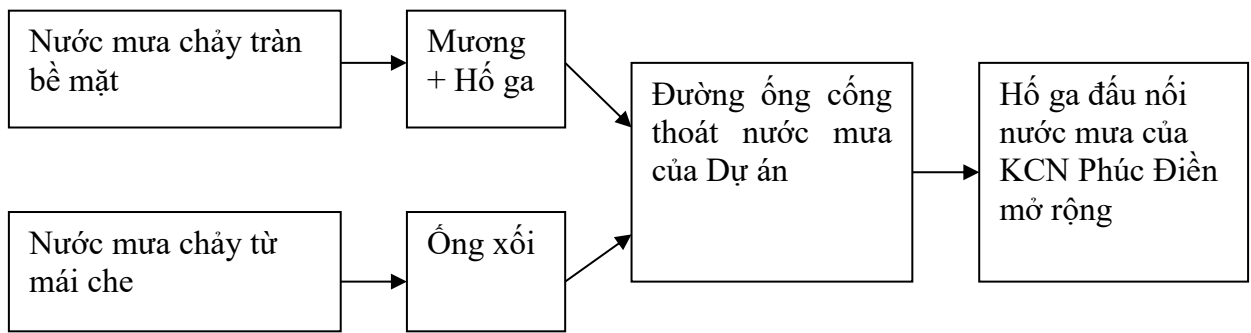 Nước mưa chảy tràn
bề mặt
Mương
+ Hố ga
Đường ống cống
thoát nước mưa
của Dự án
Hố ga đấu nối
nước mưa của
KCN Phúc Điền
mở rộng
Nước mưa chảy từ
mái che
Ống xối